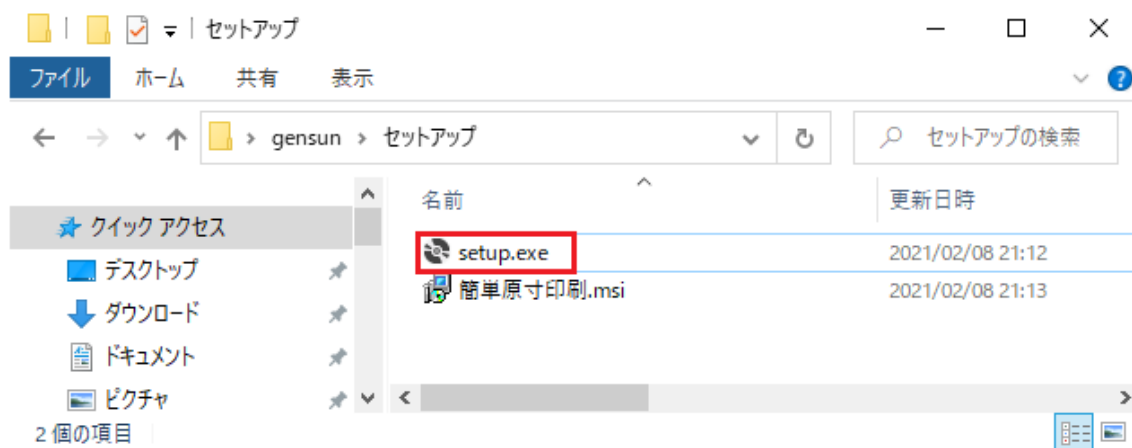 セットアップ
ファイル ホーム 共有 表示
gensun セットアップ セットアップの検索
名前 更新日時
クイック アクセス
setup.exe 2021/02/08 21:12
デスクトップ
簡単原寸印刷.msi 2021/02/08 21:13
ダウンロード
ドキュメント
ピクチャ
2 個の項目